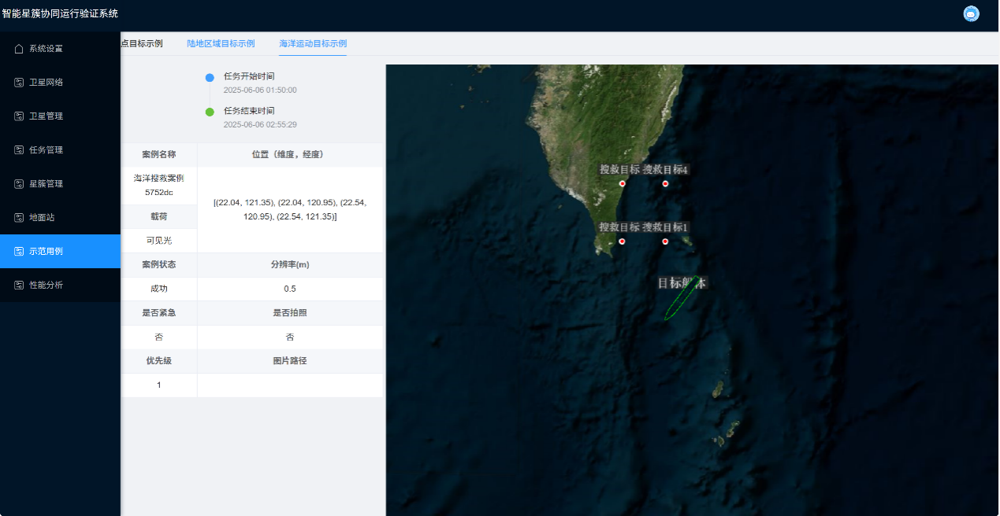 智能星簇协同运行验证系统
系统设置
卫星网络
卫星管理
任务管理
星簇管理
地面站
示范用例
性能分析
点目标示例
陆地区域目标示例
海洋运动目标示例
任务开始时间
2025-06-06 01:50:00
任务结束时间
2025-06-06 02:55:29
案例名称
位置（维度，经度）
海洋搜救案例
5752dc
[(22.04, 121.35), (22.04, 120.95), (22.54,
120.95), (22.54, 121.35)]
载荷
可见光
案例状态
分辨率(m)
成功
0.5
是否紧急
是否拍照
否
否
优先级
图片路径
1
搜救目标
搜救目标4
搜救目标
搜救目标1
目标船体